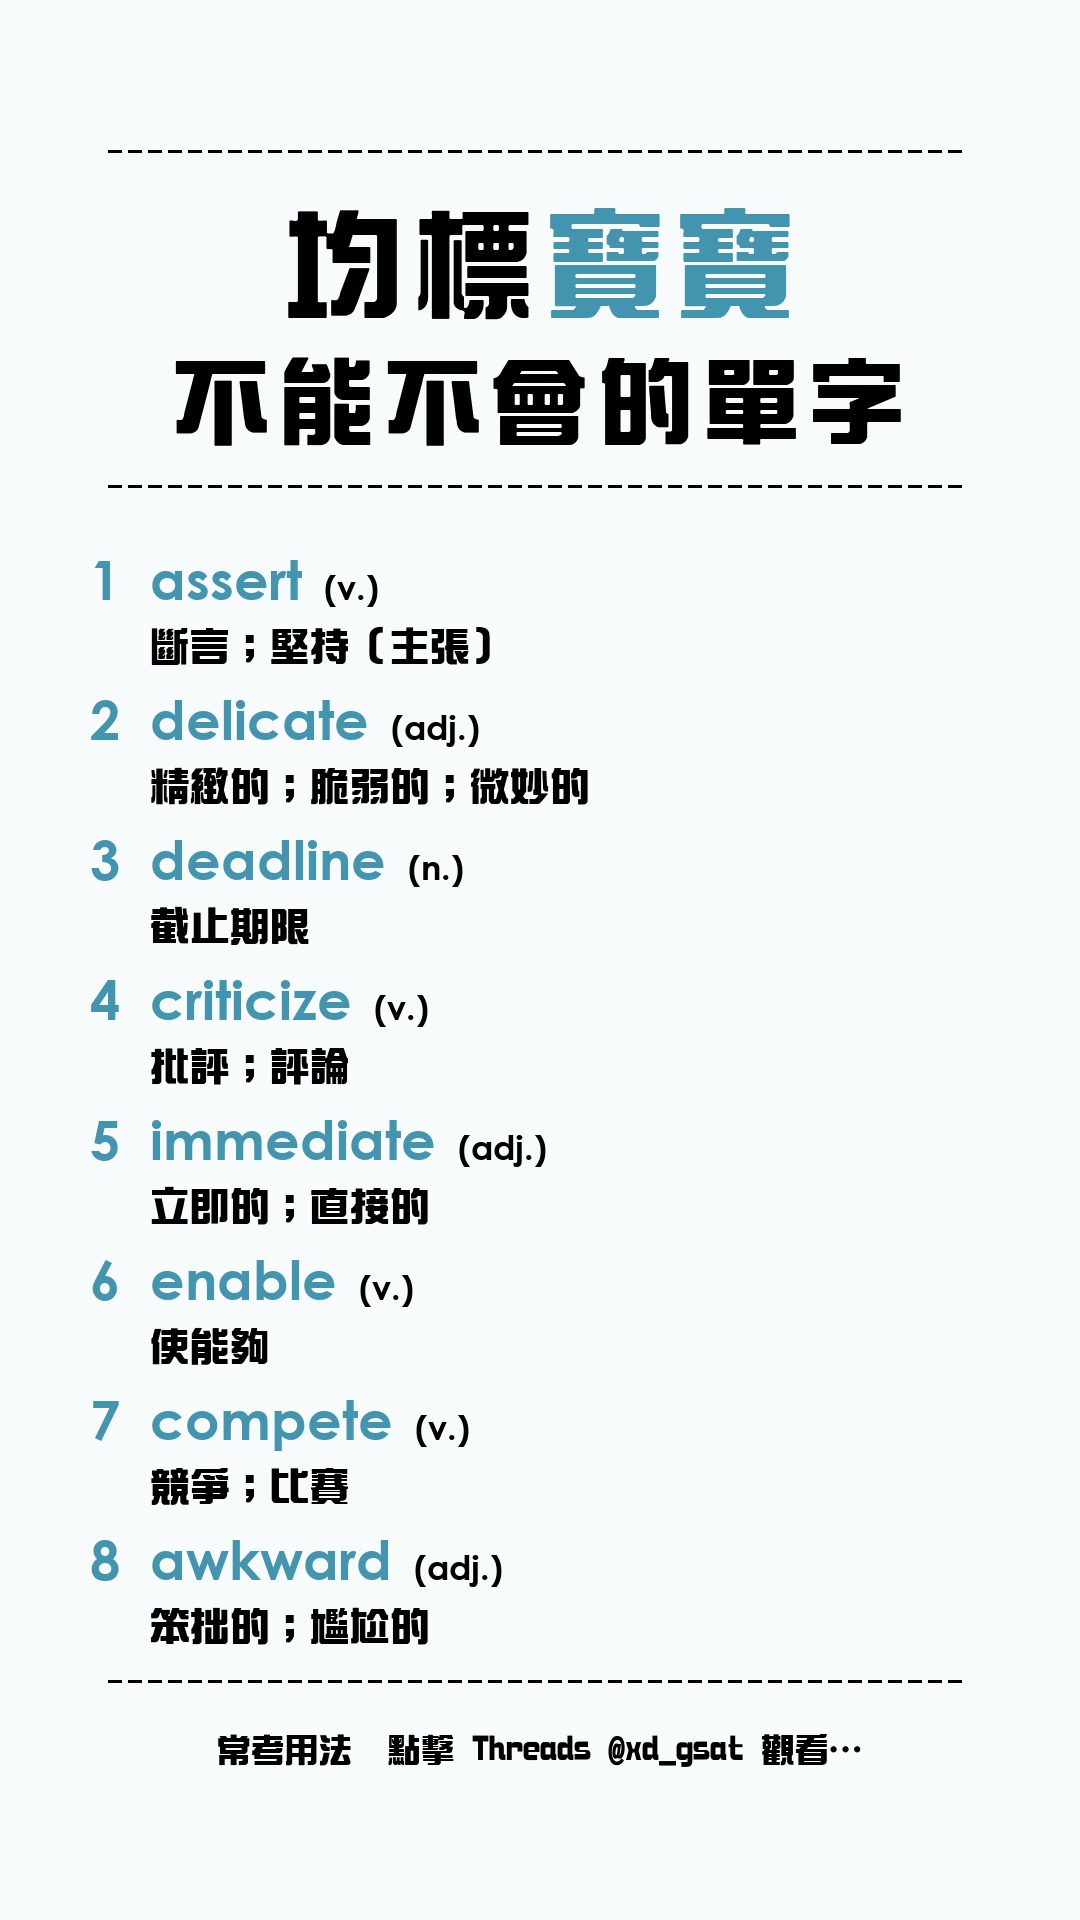 均標寶寶
不能不會的單字
1 assert (v.)
斷言；堅持（主張）
2 delicate (adj.)
精緻的；脆弱的；微妙的
3 deadline (n.)
截止期限
4 criticize (v.)
批評；評論
5 immediate (adj.)
立即的；直接的
6 enable (v.)
使能夠
7 compete (v.)
競爭；比賽
8 awkward (adj.)
笨拙的；尷尬的
常考用法 點擊 Threads @xd_gsat 觀看…